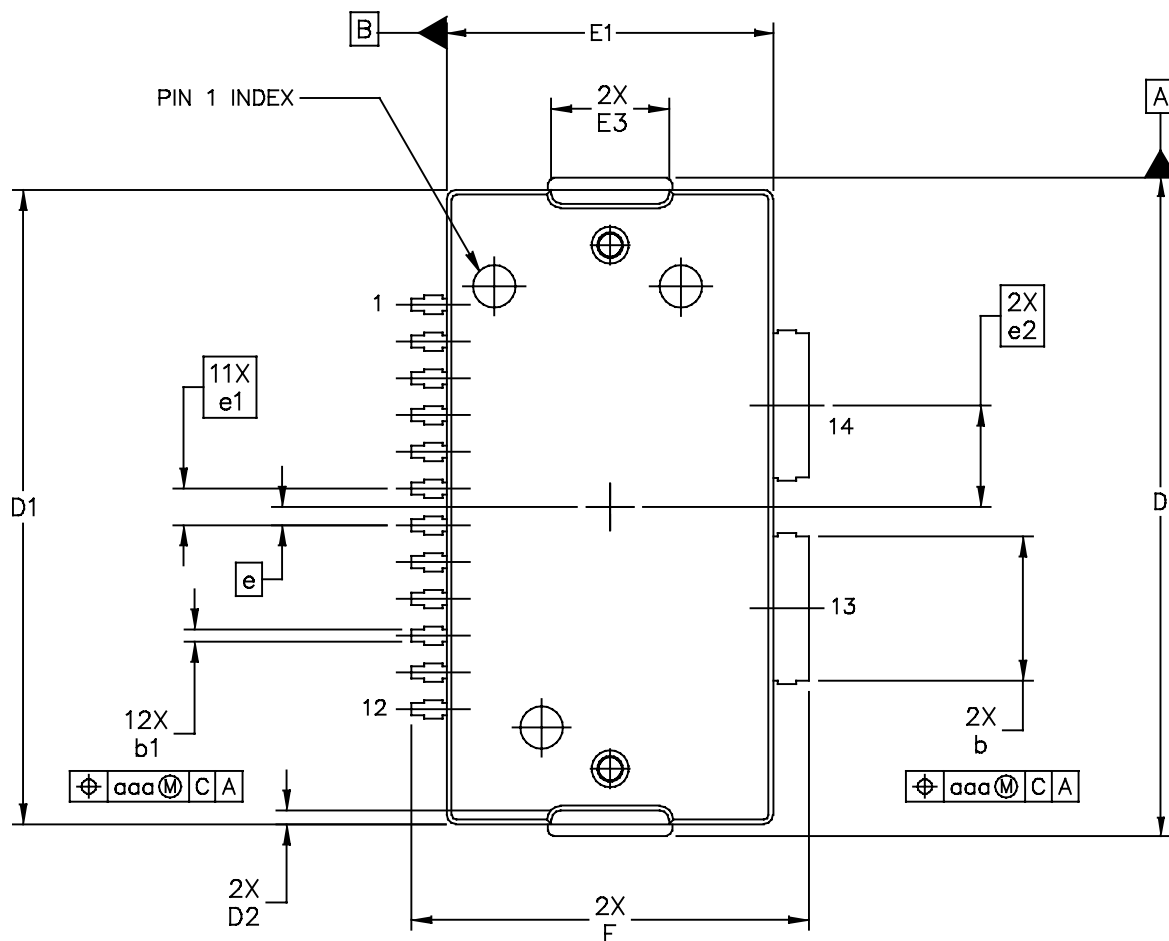 B
E1
PIN 1 INDEX
2X
E3
A
1
2X
e2
11X
e1
14
D1
D
e
13
12
12X
b1
2X
b
aaa Ⓜ C A
aaa Ⓜ C A
2X
D2
2X